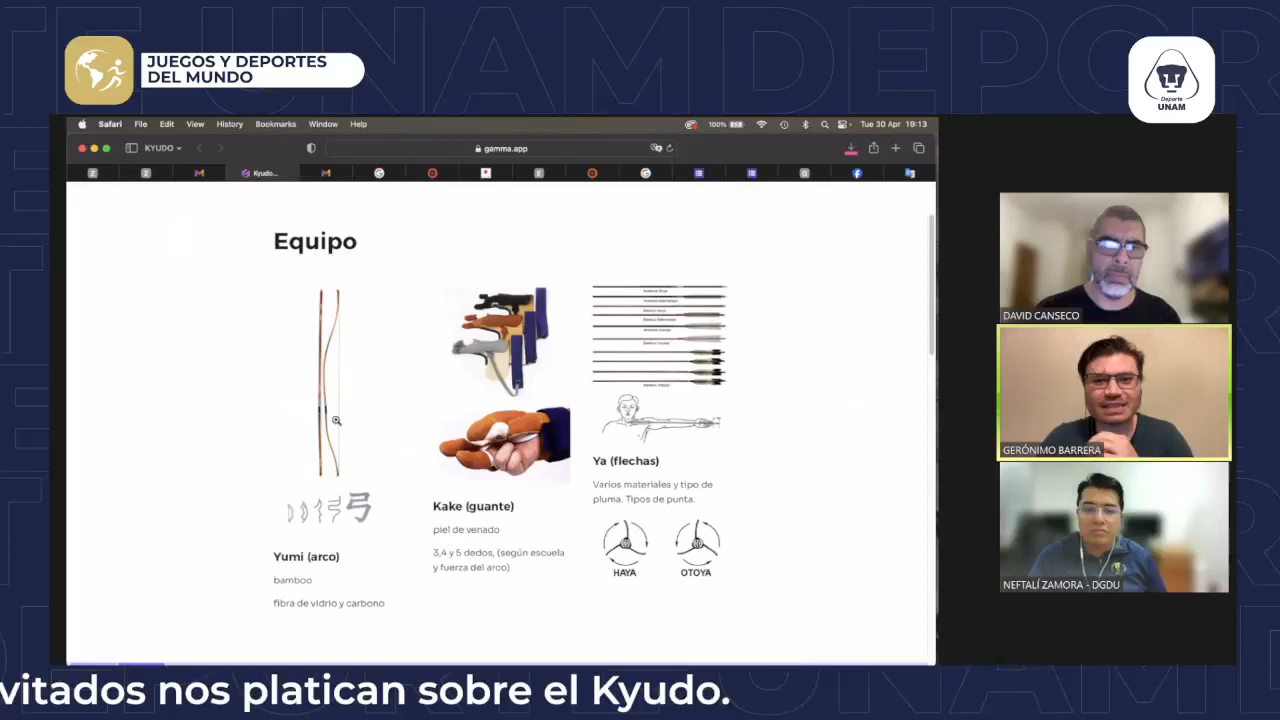 JUEGOS Y DEPORTES
DEL MUNDO
Deporte
UNAM
Safari File Edit View History Bookmarks Window Help
100% Tue 30 Apr 19:13
KYUDO
gamma.app
Kyudo...
Equipo
弓
Yumi (arco)
bamboo
fibra de vidrio y carbono
Kake (guante)
piel de venado
3,4 y 5 dedos, (según escuela
y fuerza del arco)
Ya (flechas)
Varios materiales y tipo de
pluma. Tipos de punta.
HAYA OTOYA
DAVID CANSECO
GERÓNIMO BARRERA
NEFTALÍ ZAMORA - DGDU
vitados nos platican sobre el Kyudo.